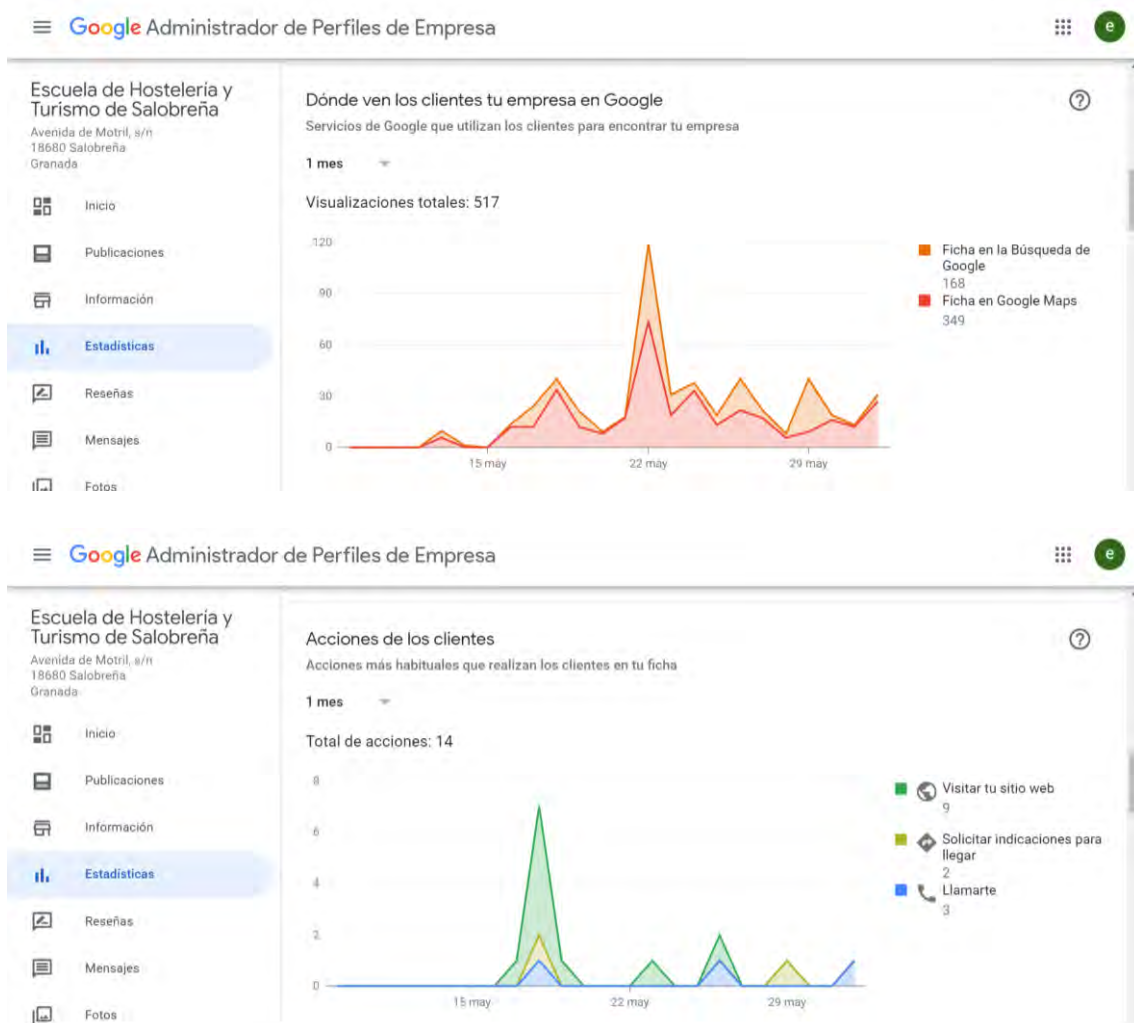 Google Administrador de Perfiles de Empresa
e
Escuela de Hostelería y
Turismo de Salobreña
Avenida de Motril, s/n
18680 Salobreña
Granada
Inicio
Publicaciones
Información
Estadísticas
Reseñas
Mensajes
Fotos
Dónde ven los clientes tu empresa en Google
Servicios de Google que utilizan los clientes para encontrar tu empresa
1 mes
Visualizaciones totales: 517
120
90
60
30
0
15 may
22 may
29 may
Ficha en la Búsqueda de
Google
168
Ficha en Google Maps
349
Google Administrador de Perfiles de Empresa
e
Escuela de Hostelería y
Turismo de Salobreña
Avenida de Motril, s/n
18680 Salobreña
Granada
Inicio
Publicaciones
Información
Estadísticas
Reseñas
Mensajes
Fotos
Acciones de los clientes
Acciones más habituales que realizan los clientes en tu ficha
1 mes
Total de acciones: 14
8
6
4
2
0
15 may
22 may
29 may
Visitar tu sitio web
9
Solicitar indicaciones para
llegar
2
Llamarte
3